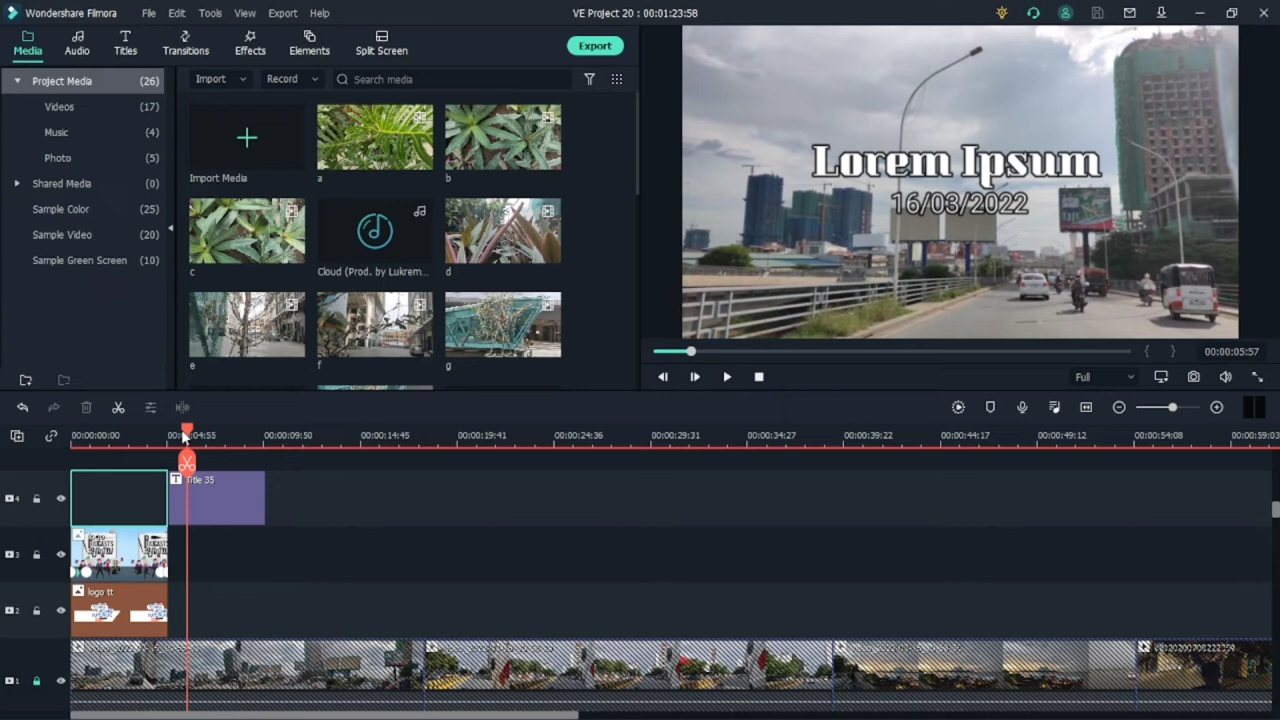 Wondershare Filmora File Edit Tools View Export Help VE Project 20 : 00:01:23:58
Media Audio Titles Transitions Effects Elements Split Screen Export
Project Media (26)
Videos (17)
Music (4)
Photo (5)
Shared Media (0)
Sample Color (25)
Sample Video (20)
Sample Green Screen (10)
Import Record Search media
Import Media a b
c Cloud (Prod. by Lukrem... d
e f g
Lorem Ipsum
16/03/2022
00:00:05:57
Full
00:00:00:00 00:00:04:55 00:00:09:50 00:00:14:45 00:00:19:41 00:00:24:36 00:00:29:31 00:00:34:27 00:00:39:22 00:00:44:17 00:00:49:12 00:00:54:08 00:00:59:03
4 Title 35
3
2 logo tt
1